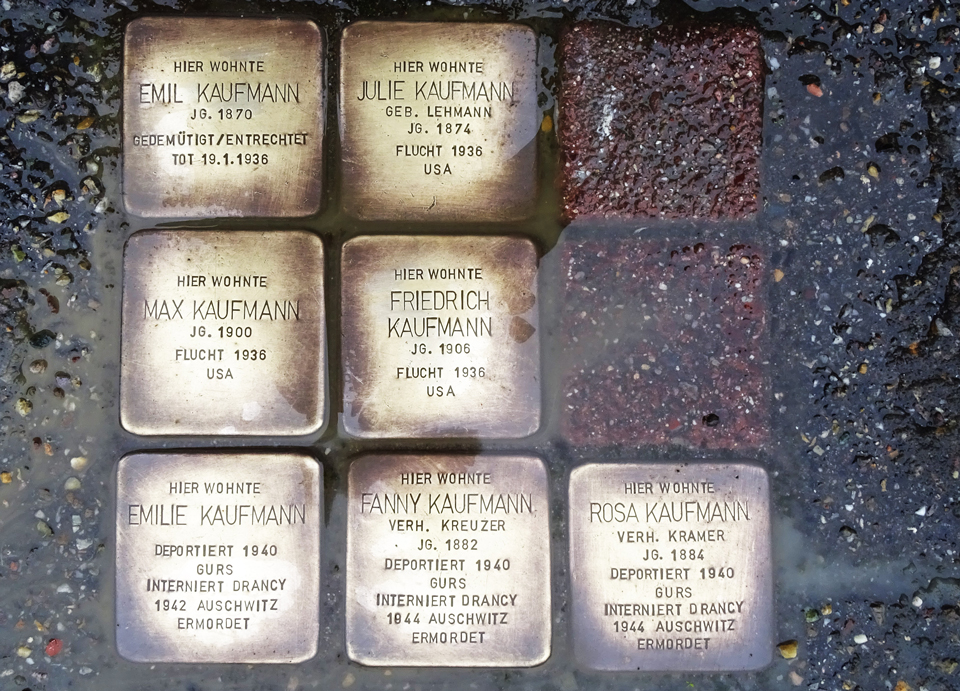 HIER WOHNTE
EMIL KAUFMANN
JG. 1870
GEDEMÜTIGT/ENTRECHTET
TOT 19.1.1936
HIER WOHNTE
JULIE KAUFMANN
GEB. LEHMANN
JG. 1874
FLUCHT 1936
USA
HIER WOHNTE
MAX KAUFMANN
JG. 1900
FLUCHT 1936
USA
HIER WOHNTE
FRIEDRICH
KAUFMANN
JG. 1906
FLUCHT 1936
USA
HIER WOHNTE
EMILIE KAUFMANN
DEPORTIERT 1940
GURS
INTERNIERT DRANCY
1942 AUSCHWITZ
ERMORDET
HIER WOHNTE
FANNY KAUFMANN
VERH. KREUZER
JG. 1882
DEPORTIERT 1940
GURS
INTERNIERT DRANCY
1944 AUSCHWITZ
ERMORDET
HIER WOHNTE
ROSA KAUFMANN
VERH. KRAMER
JG. 1884
DEPORTIERT 1940
GURS
INTERNIERT DRANCY
1944 AUSCHWITZ
ERMORDET